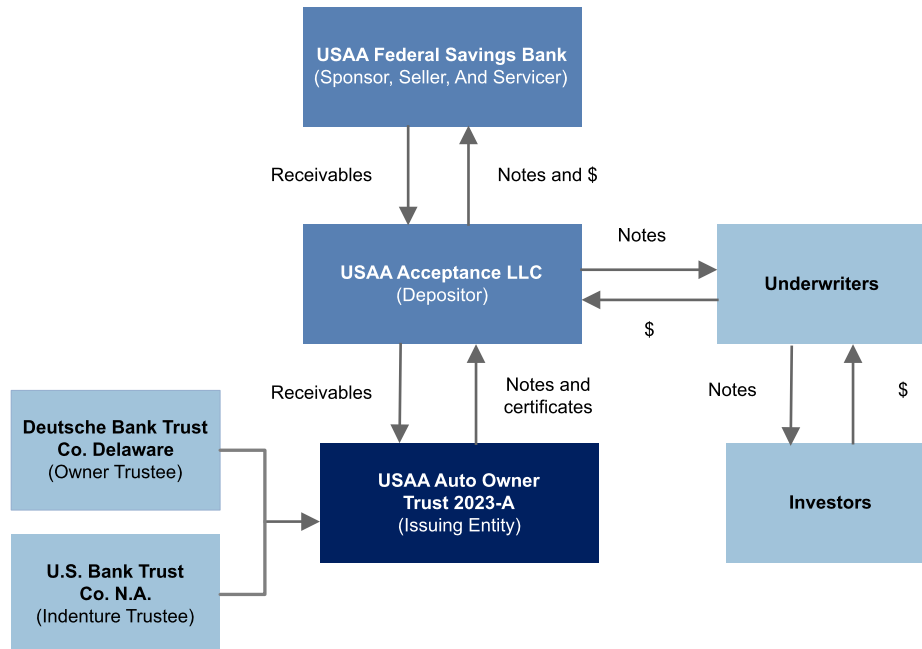 USAA Federal Savings Bank
(Sponsor, Seller, And Servicer)
Receivables
Notes and $
USAA Acceptance LLC
(Depositor)
Notes
$
Underwriters
Receivables
Notes and
certificates
Notes
$
Deutsche Bank Trust
Co. Delaware
(Owner Trustee)
USAA Auto Owner
Trust 2023-A
(Issuing Entity)
Investors
U.S. Bank Trust
Co. N.A.
(Indenture Trustee)